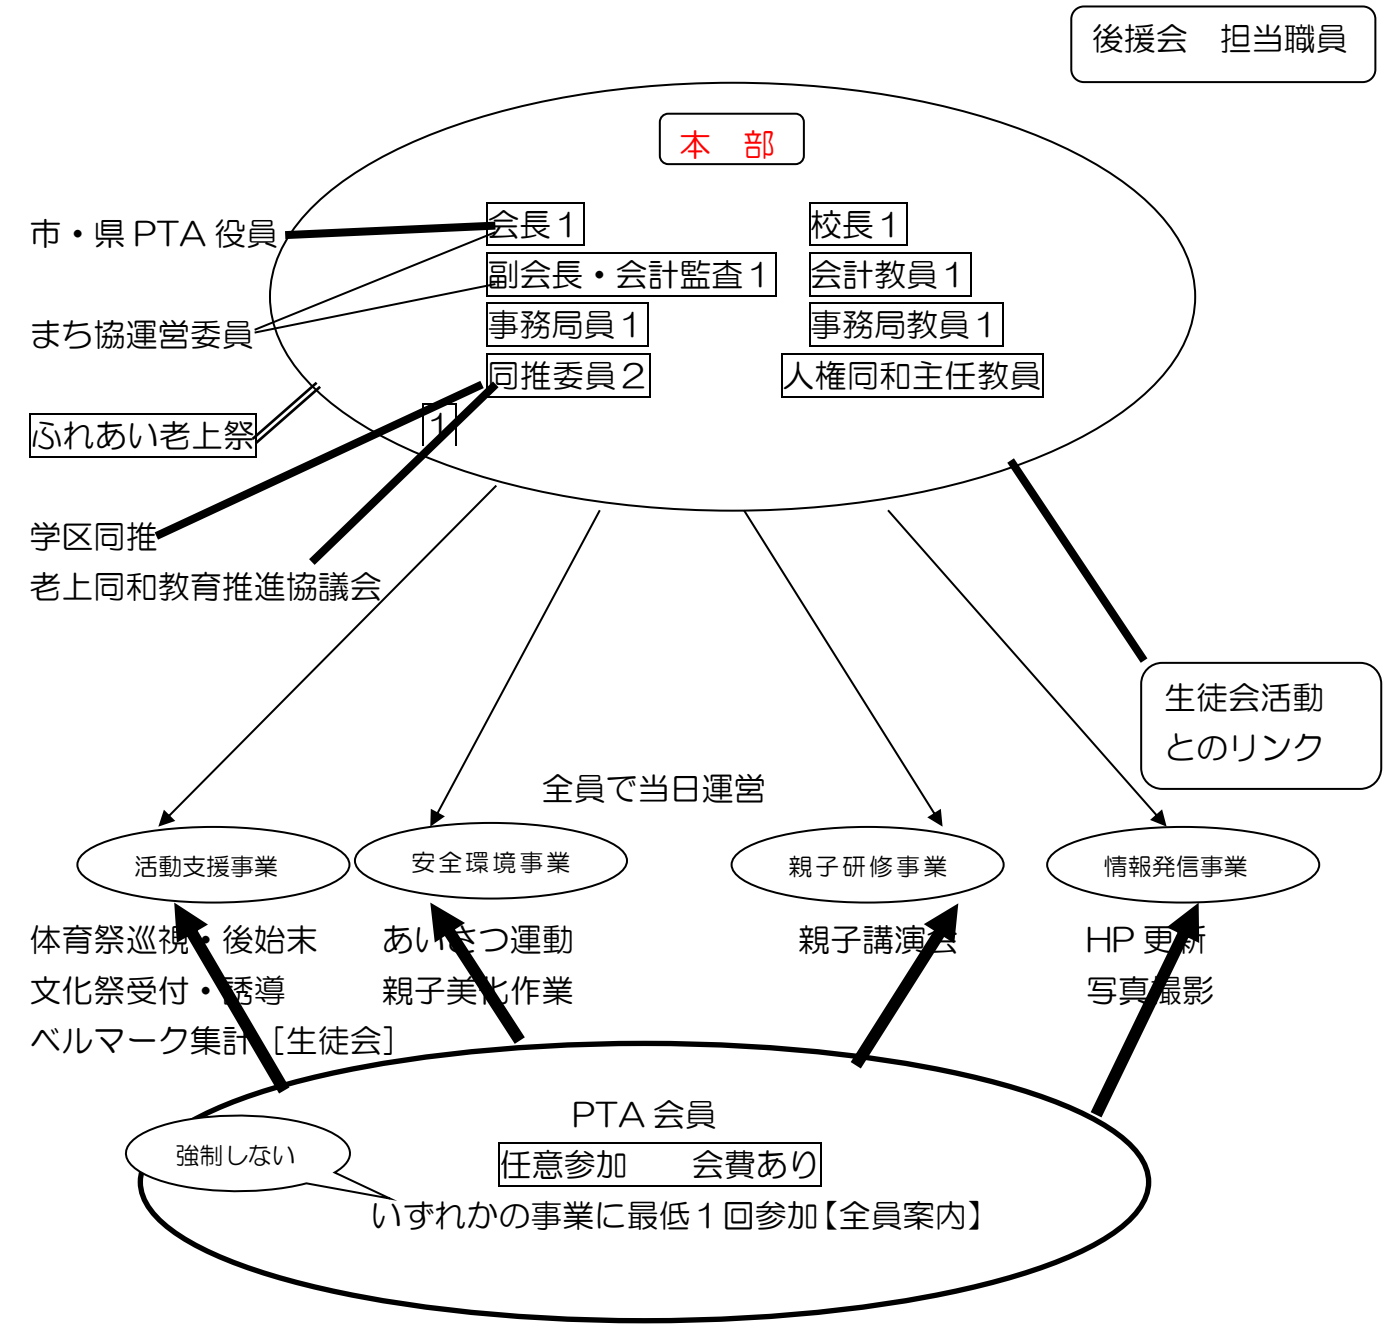 後援会　担当職員
本　部
市・県 PTA 役員
会長１
校長１
副会長・会計監査１
会計教員１
まち協運営委員
事務局員１
事務局教員１
同推委員２
人権同和主任教員
ふれあい老上祭
１
学区同推
老上同和教育推進協議会
生徒会活動
とのリンク
全員で当日運営
活動支援事業
安全環境事業
親子研修事業
情報発信事業
体育祭巡視・後始末
あいさつ運動
親子講演会
HP 更新
文化祭受付・誘導
親子美化作業
写真撮影
ベルマーク集計［生徒会］
PTA 会員
強制しない
任意参加　　会費あり
いずれかの事業に最低１回参加【全員案内】